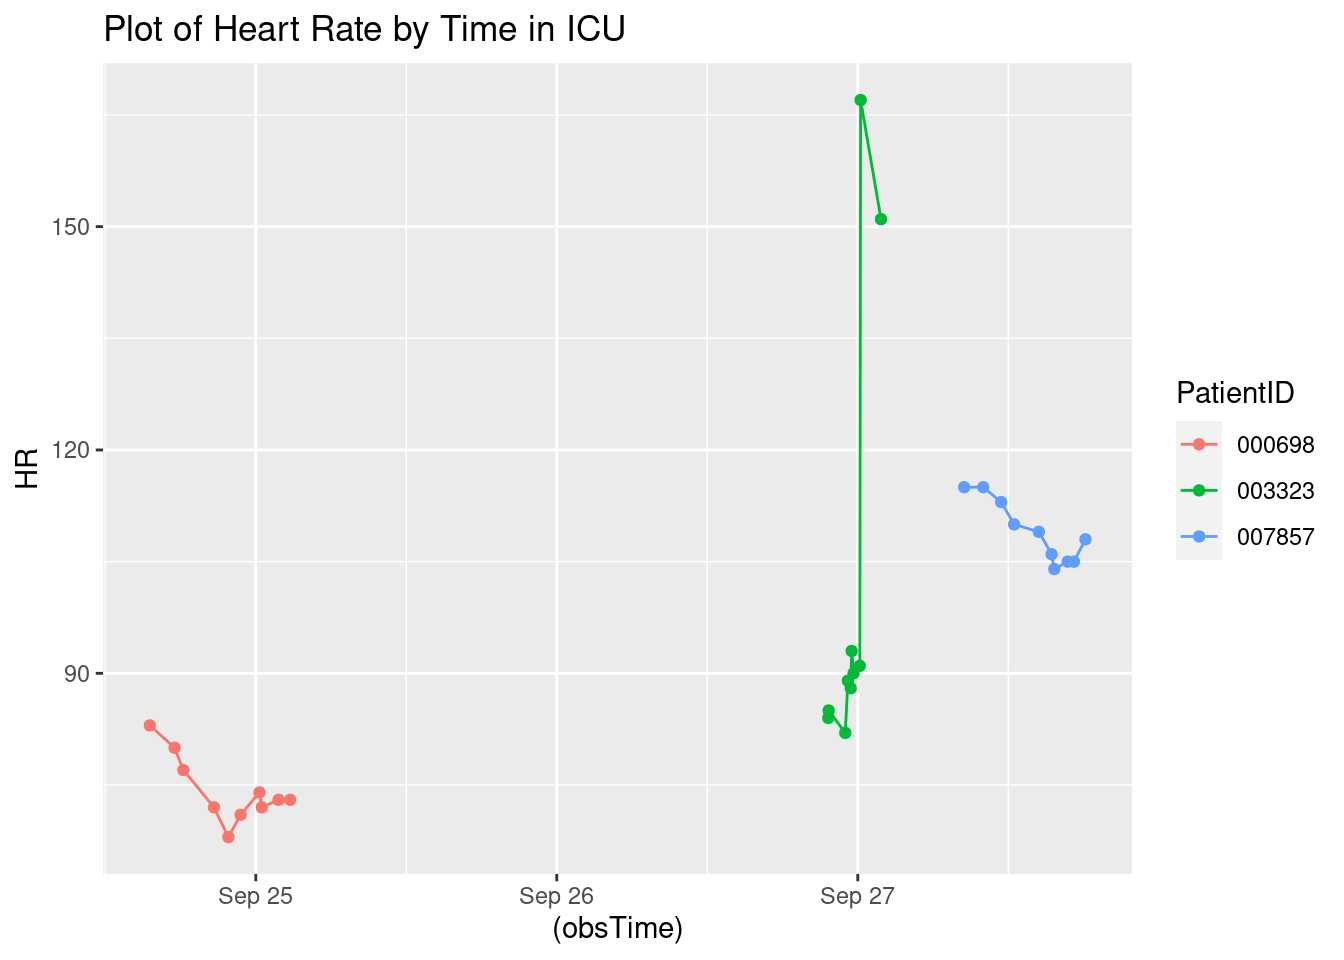 Plot of Heart Rate by Time in ICU
150
120
90
HR
Sep 25
Sep 26
Sep 27
(obsTime)
PatientID
000698
003323
007857